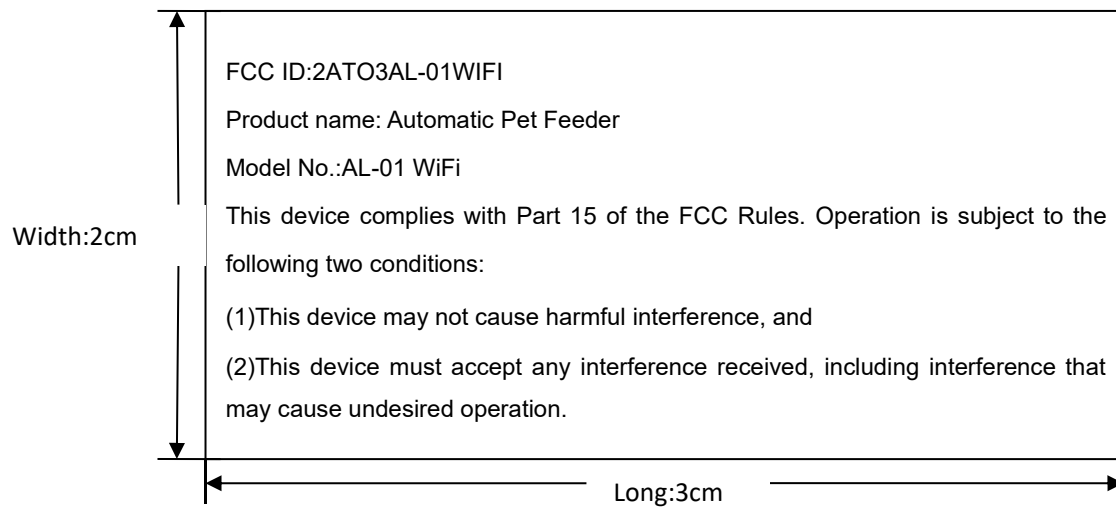 FCC ID:2ATO3AL-01WIFI
Product name: Automatic Pet Feeder
Model No.:AL-01 WiFi
This device complies with Part 15 of the FCC Rules. Operation is subject to the
Width:2cm
following two conditions:
(1)This device may not cause harmful interference, and
(2)This device must accept any interference received, including interference that
may cause undesired operation.
Long:3cm